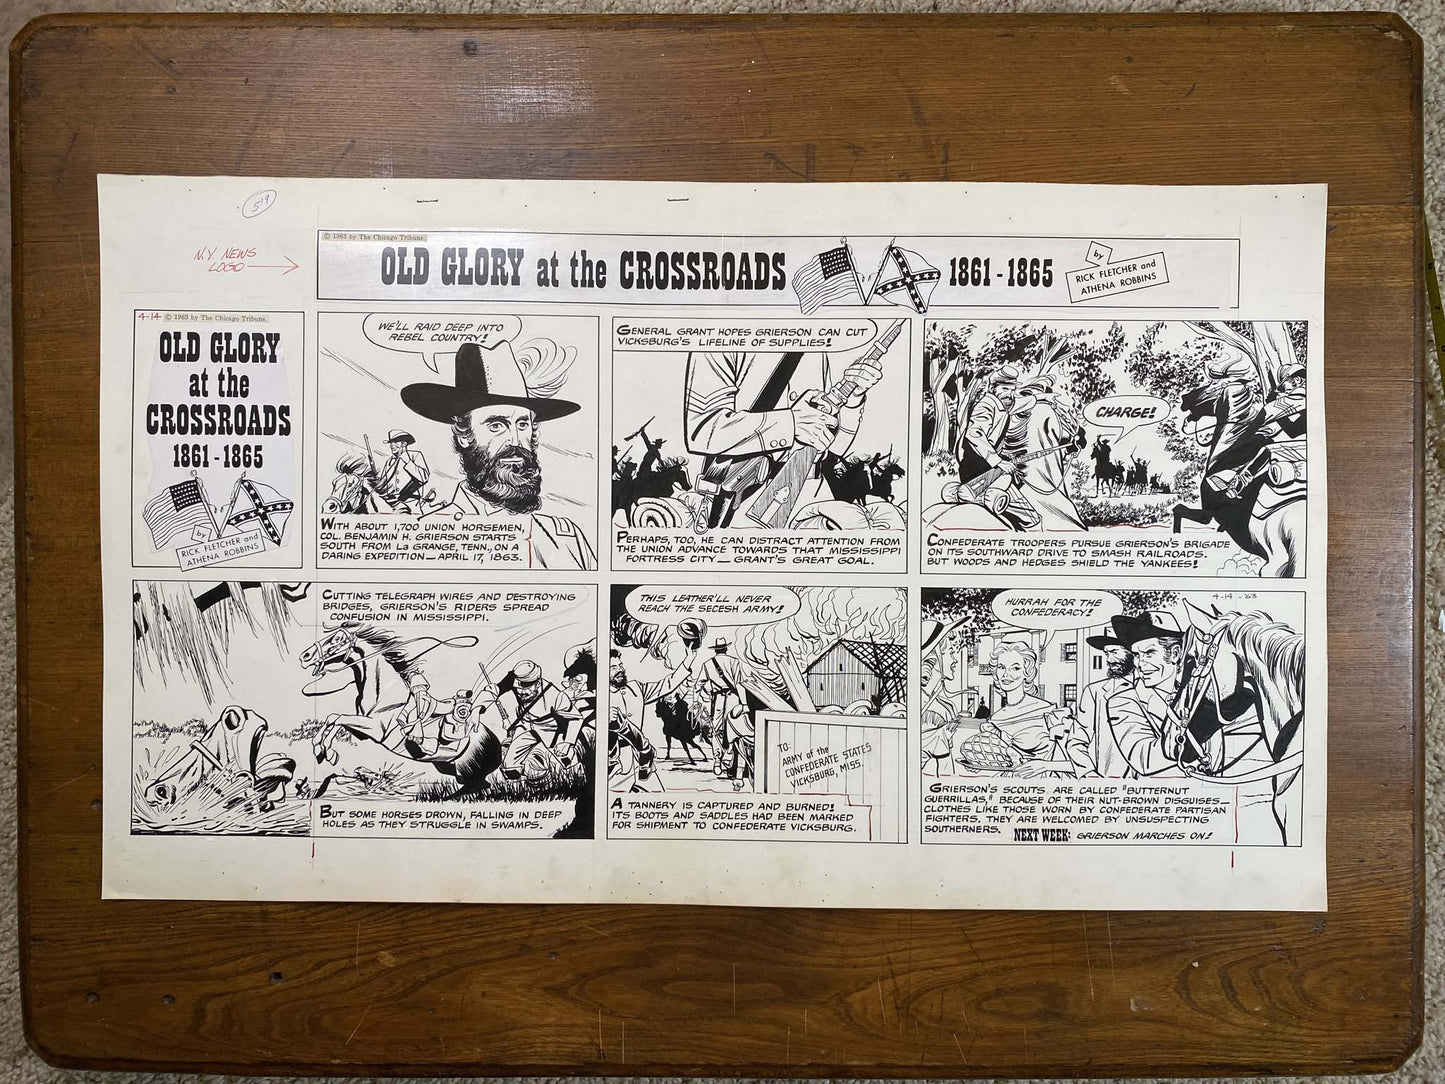 549
N.Y. NEWS
LOGO
© 1963 by The Chicago Tribune.
OLD GLORY at the CROSSROADS 1861-1865
by
RICK FLETCHER and
ATHENA ROBBINS
4-14 © 1963 by The Chicago Tribune.
OLD GLORY
at the
CROSSROADS
1861-1865
by
RICK FLETCHER and
ATHENA ROBBINS
WE'LL RAID DEEP INTO
REBEL COUNTRY!
WITH ABOUT 1,700 UNION HORSEMEN,
COL. BENJAMIN H. GRIERSON STARTS
SOUTH FROM LA GRANGE, TENN., ON A
DARING EXPEDITION — APRIL 17, 1863.
GENERAL GRANT HOPES GRIERSON CAN CUT
VICKSBURG'S LIFELINE OF SUPPLIES!
PERHAPS, TOO, HE CAN DISTRACT ATTENTION FROM
THE UNION ADVANCE TOWARDS THAT MISSISSIPPI
FORTRESS CITY — GRANT'S GREAT GOAL.
CHARGE!
CONFEDERATE TROOPERS PURSUE GRIERSON'S BRIGADE
ON ITS SOUTHWARD DRIVE TO SMASH RAILROADS.
BUT WOODS AND HEDGES SHIELD THE YANKEES!
CUTTING TELEGRAPH WIRES AND DESTROYING
BRIDGES, GRIERSON'S RIDERS SPREAD
CONFUSION IN MISSISSIPPI.
BUT SOME HORSES DROWN, FALLING IN DEEP
HOLES AS THEY STRUGGLE IN SWAMPS.
THIS LEATHER'LL NEVER
REACH THE SECESH ARMY!
TO:
ARMY of the
CONFEDERATE STATES
VICKSBURG, MISS.
A TANNERY IS CAPTURED AND BURNED!
ITS BOOTS AND SADDLES HAD BEEN MARKED
FOR SHIPMENT TO CONFEDERATE VICKSBURG.
HURRAH FOR THE
CONFEDERACY!
4-14-'63
GRIERSON'S SCOUTS ARE CALLED "BUTTERNUT
GUERRILLAS," BECAUSE OF THEIR NUT-BROWN DISGUISES —
CLOTHES LIKE THOSE WORN BY CONFEDERATE PARTISAN
FIGHTERS. THEY ARE WELCOMED BY UNSUSPECTING
SOUTHERNERS. NEXT WEEK: GRIERSON MARCHES ON!